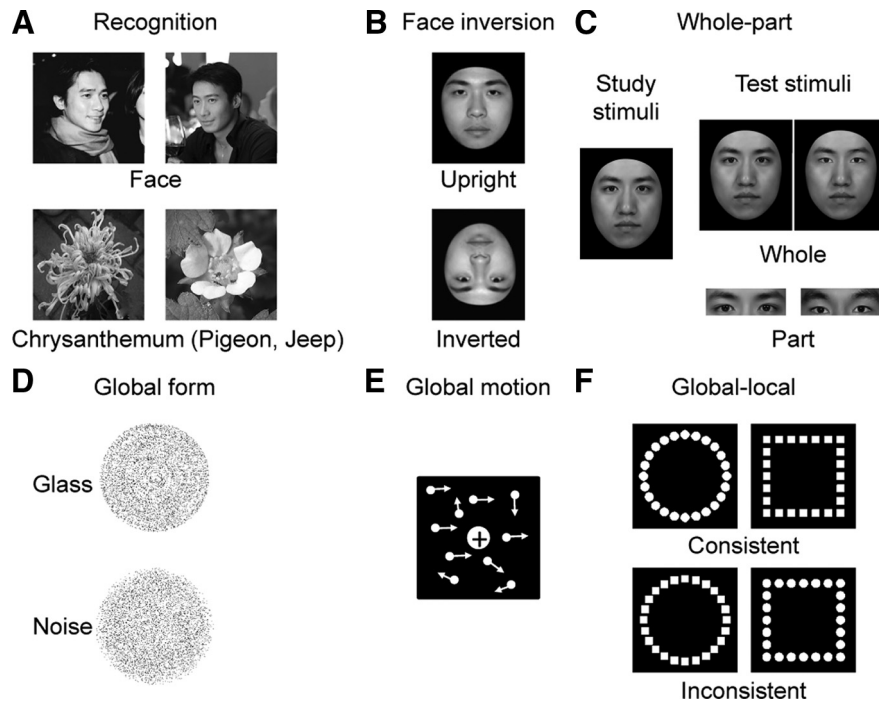 A Recognition
Face
Chrysanthemum (Pigeon, Jeep)
B Face inversion
Upright
Inverted
C Whole-part
Study
stimuli
Test stimuli
Whole
Part
D Global form
Glass
Noise
E Global motion
F Global-local
Consistent
Inconsistent